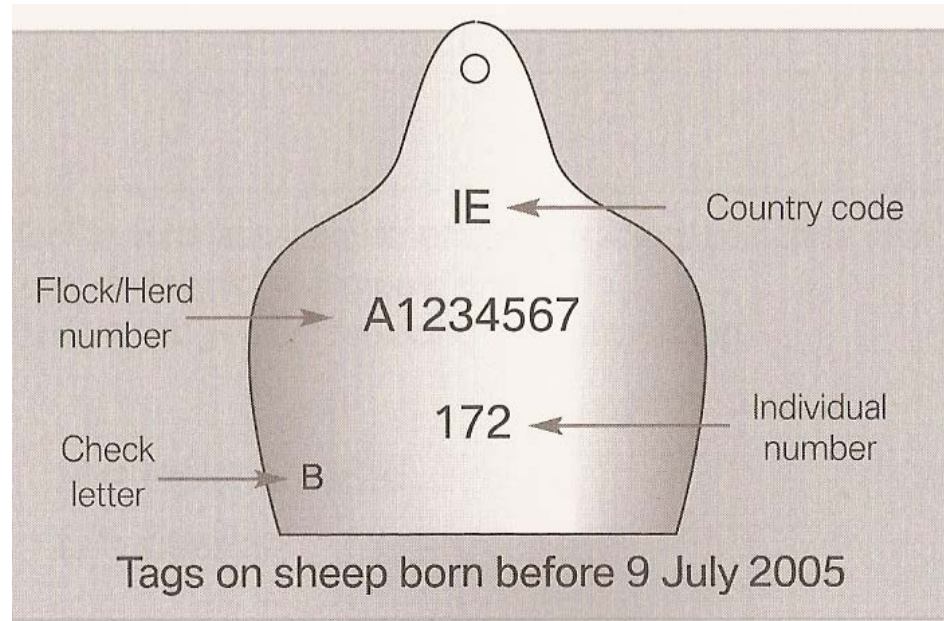 IE
Country code
Flock/Herd
number
A1234567
172
Individual
number
Check
letter
B
Tags on sheep born before 9 July 2005